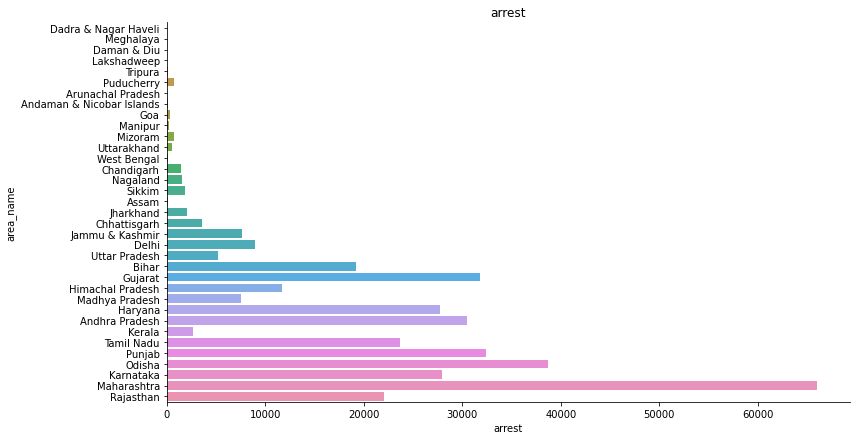 arrest
Dadra & Nagar Haveli
Meghalaya
Daman & Diu
Lakshadweep
Tripura
Puducherry
Arunachal Pradesh
Andaman & Nicobar Islands
Goa
Manipur
Mizoram
Uttarakhand
West Bengal
Chandigarh
Nagaland
Sikkim
Assam
Jharkhand
Chhattisgarh
Jammu & Kashmir
Delhi
Uttar Pradesh
Bihar
Gujarat
Himachal Pradesh
Madhya Pradesh
Haryana
Andhra Pradesh
Kerala
Tamil Nadu
Punjab
Odisha
Karnataka
Maharashtra
Rajasthan
area_name
0 10000 20000 30000 40000 50000 60000
arrest